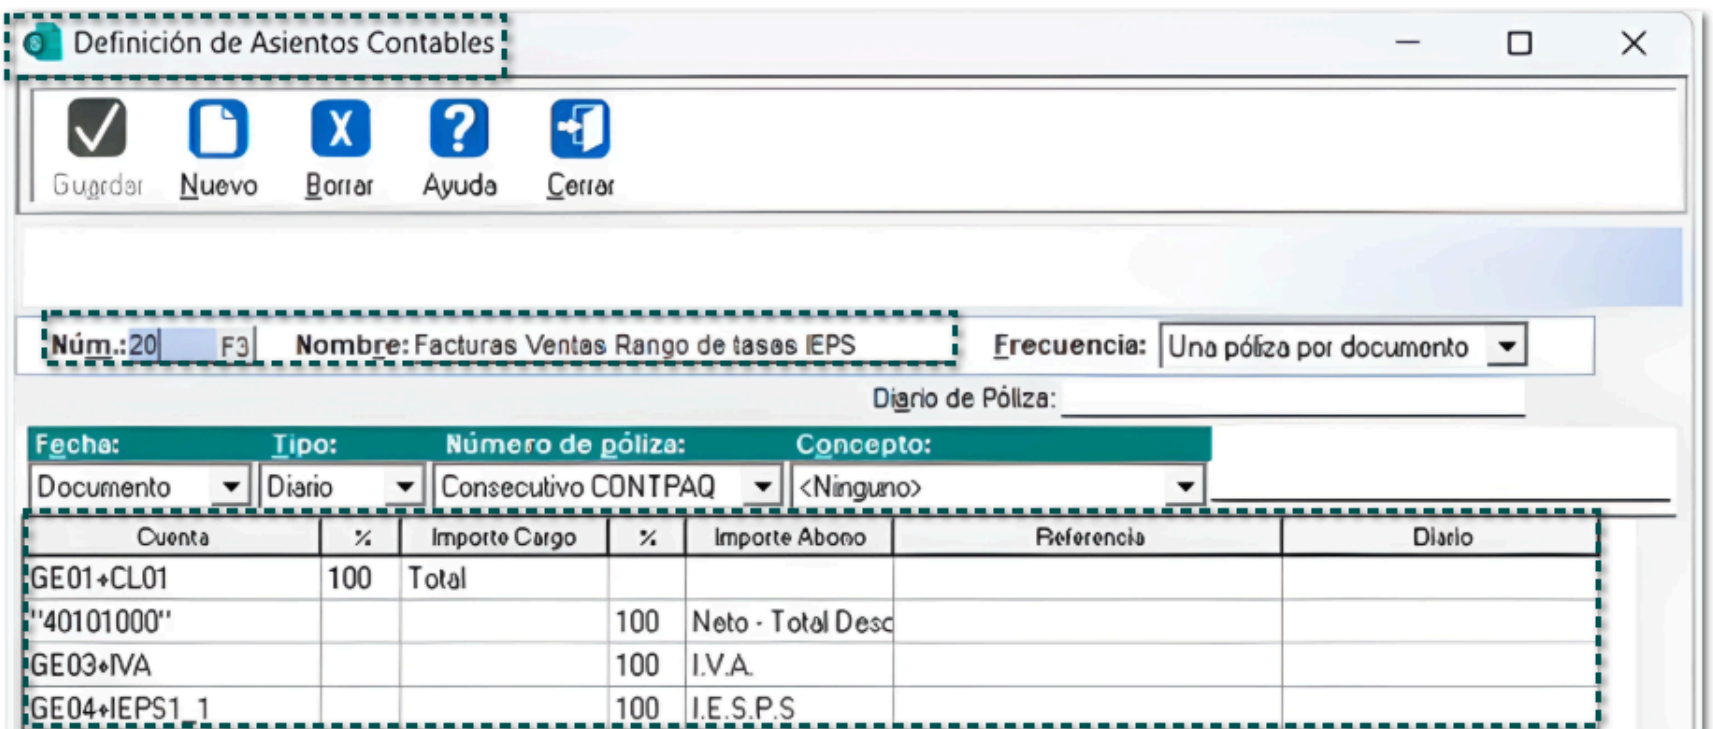 Definición de Asientos Contables
Guardar Nuevo Borrar Ayuda Cerrar
Núm.: 20 F3 Nombre: Facturas Ventas Rango de tasas IEPS Frecuencia: Una póliza por documento
Diario de Póliza:
Fecha: Tipo: Número de póliza: Concepto:
Documento Diario Consecutivo CONTPAQ <Ninguno>
Cuenta % Importe Cargo % Importe Abono Referencia Diario
GE01+CL01 100 Total
"40101000" 100 Neto - Total Desc
GE03+IVA 100 I.V.A.
GE04+IEPS1_1 100 I.E.S.P.S